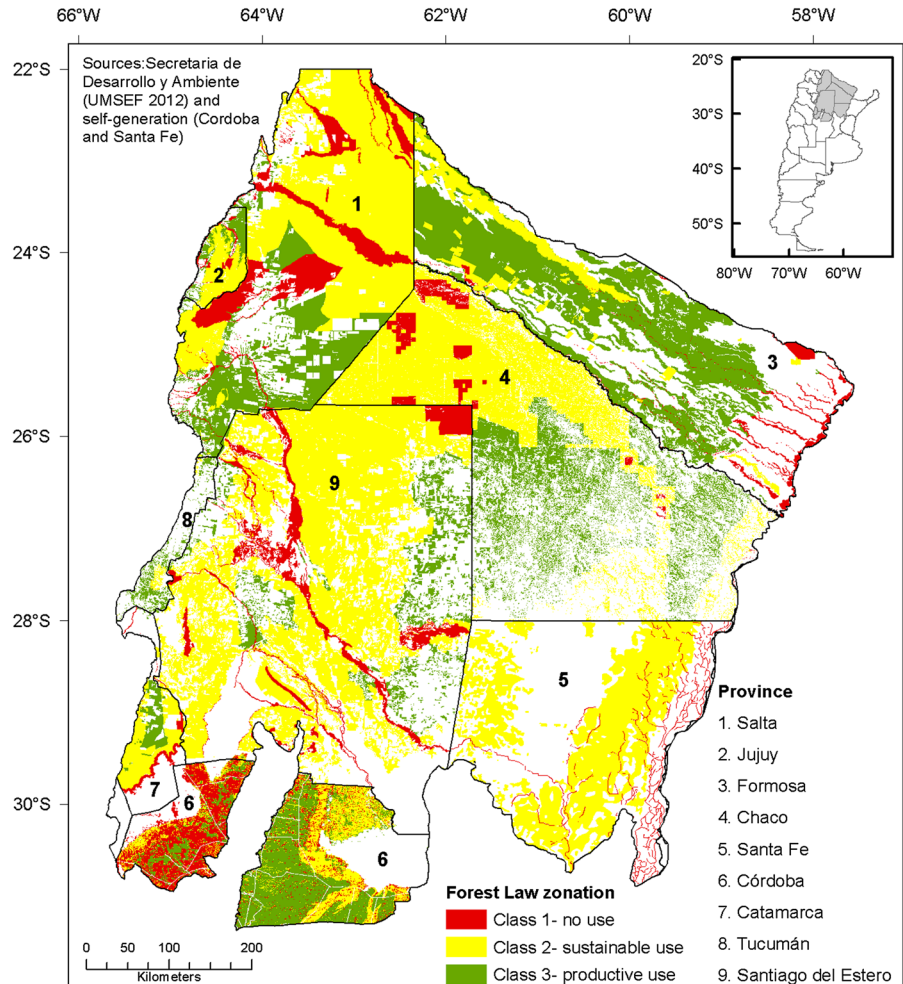 66°W 64°W 62°W 60°W 58°W
22°S
24°S
26°S
28°S
30°S
Sources:Secretaria de
Desarrollo y Ambiente
(UMSEF 2012) and
self-generation (Cordoba
and Santa Fe)
20°S
30°S
40°S
50°S
80°W 70°W 60°W
1
2
3
4
9
8
5
7
6
6
Province
1. Salta
2. Jujuy
3. Formosa
4. Chaco
5. Santa Fe
6. Córdoba
7. Catamarca
8. Tucumán
9. Santiago del Estero
Forest Law zonation
Class 1- no use
Class 2- sustainable use
Class 3- productive use
0 50 100 200
Kilometers